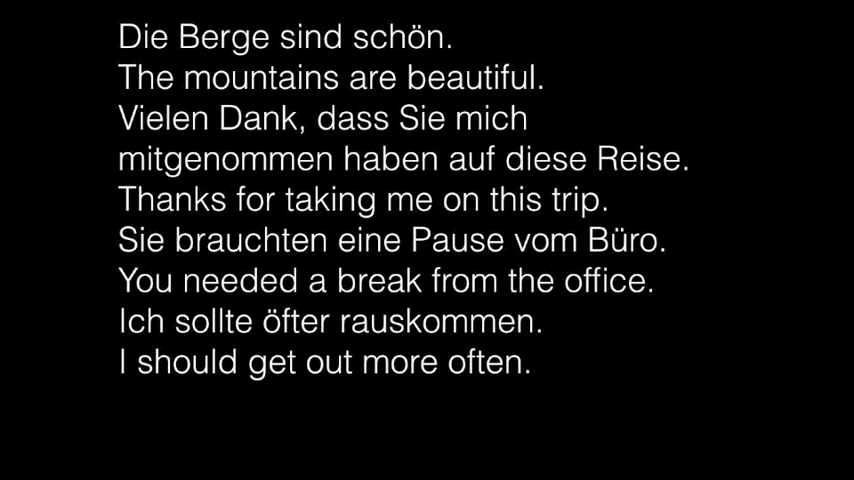 Die Berge sind schön.
The mountains are beautiful.
Vielen Dank, dass Sie mich
mitgenommen haben auf diese Reise.
Thanks for taking me on this trip.
Sie brauchten eine Pause vom Büro.
You needed a break from the office.
Ich sollte öfter rauskommen.
I should get out more often.